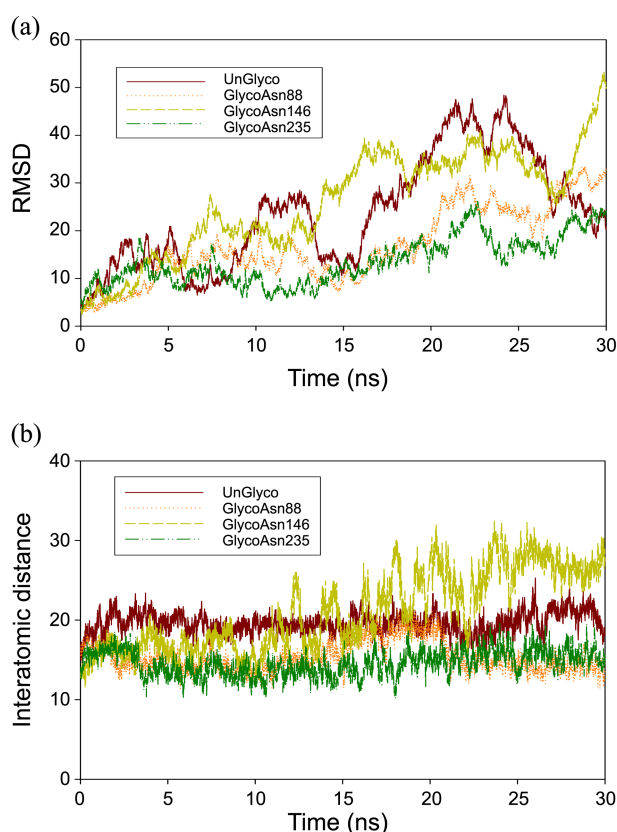 (a)
60
50
40
30
20
10
0
RMSD
UnGlyco
GlycoAsn88
GlycoAsn146
GlycoAsn235
0 5 10 15 20 25 30
Time (ns)
(b)
40
30
20
10
0
Interatomic distance
UnGlyco
GlycoAsn88
GlycoAsn146
GlycoAsn235
0 5 10 15 20 25 30
Time (ns)